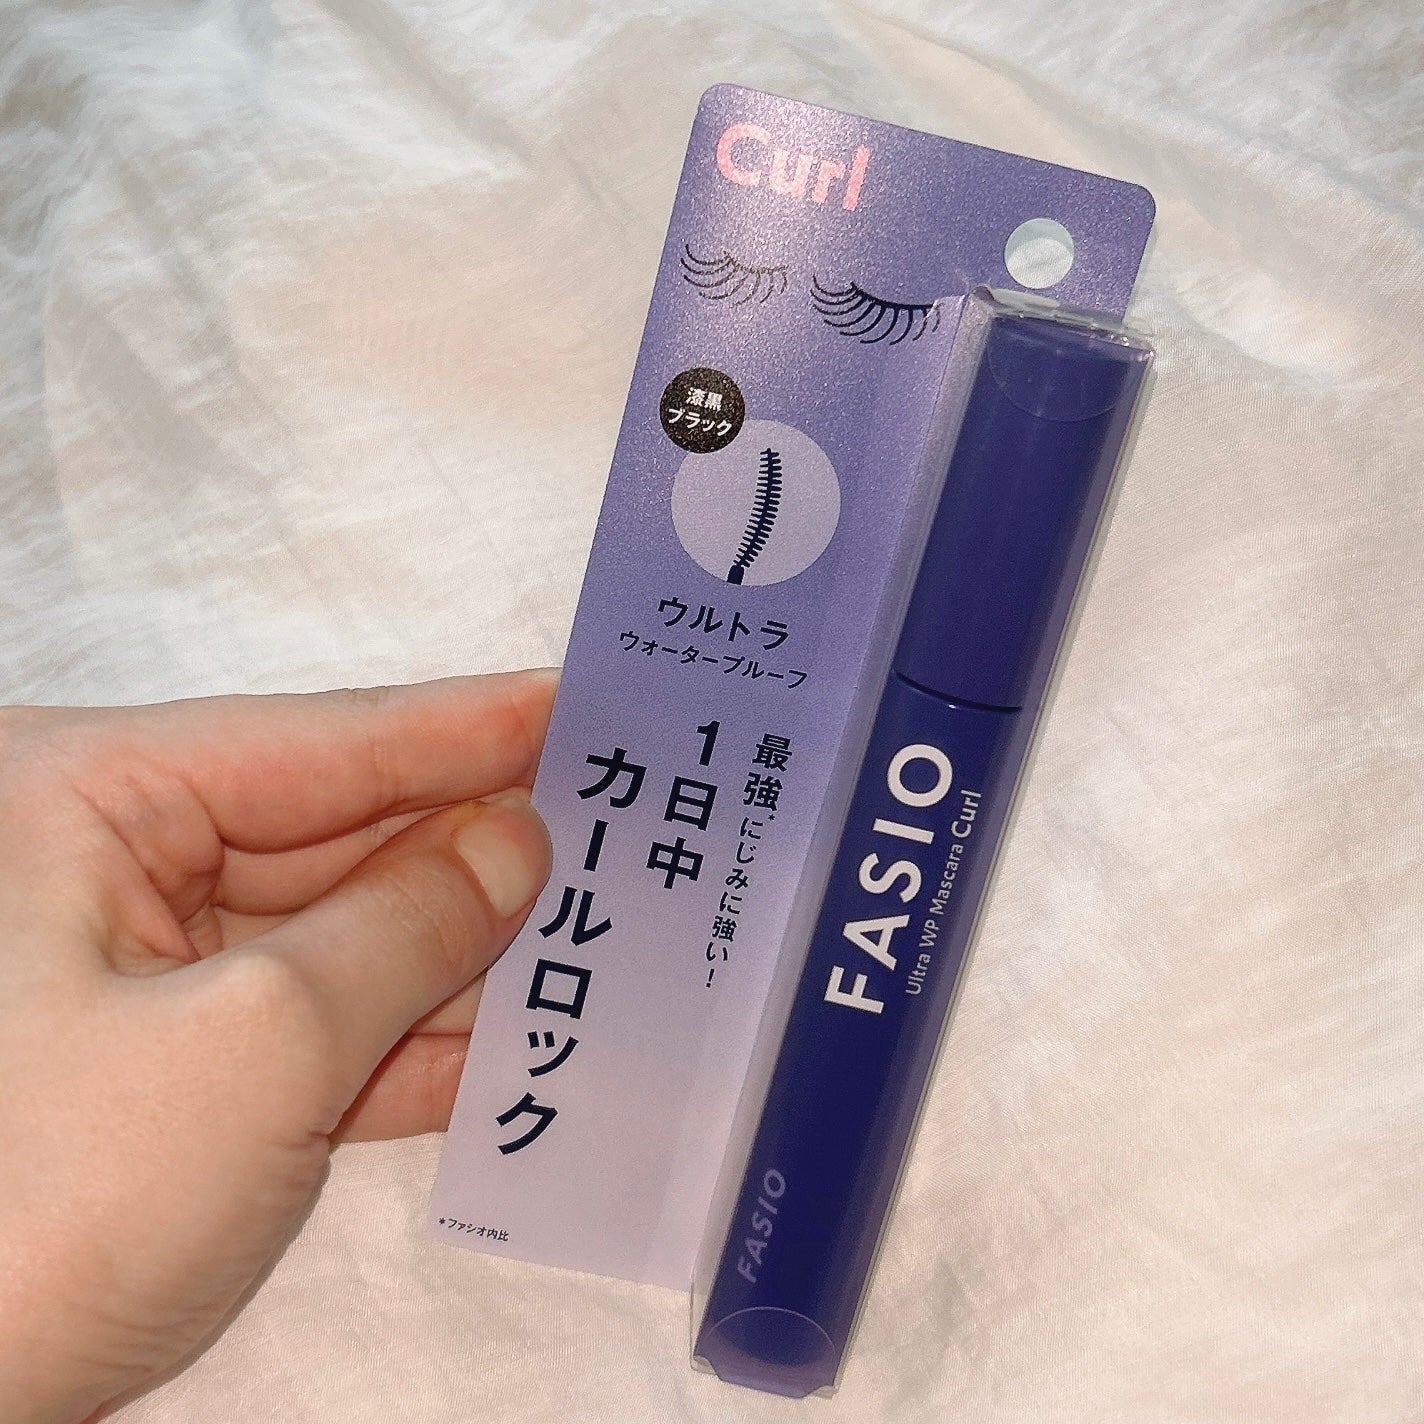 Curl
漆黒
ブラック
ウルトラ
ウォータープルーフ
最強*にじみに強い!
1日中
カールロック
*ファシオ内比
FASIO
Ultra WP Mascara Curl
FASIO